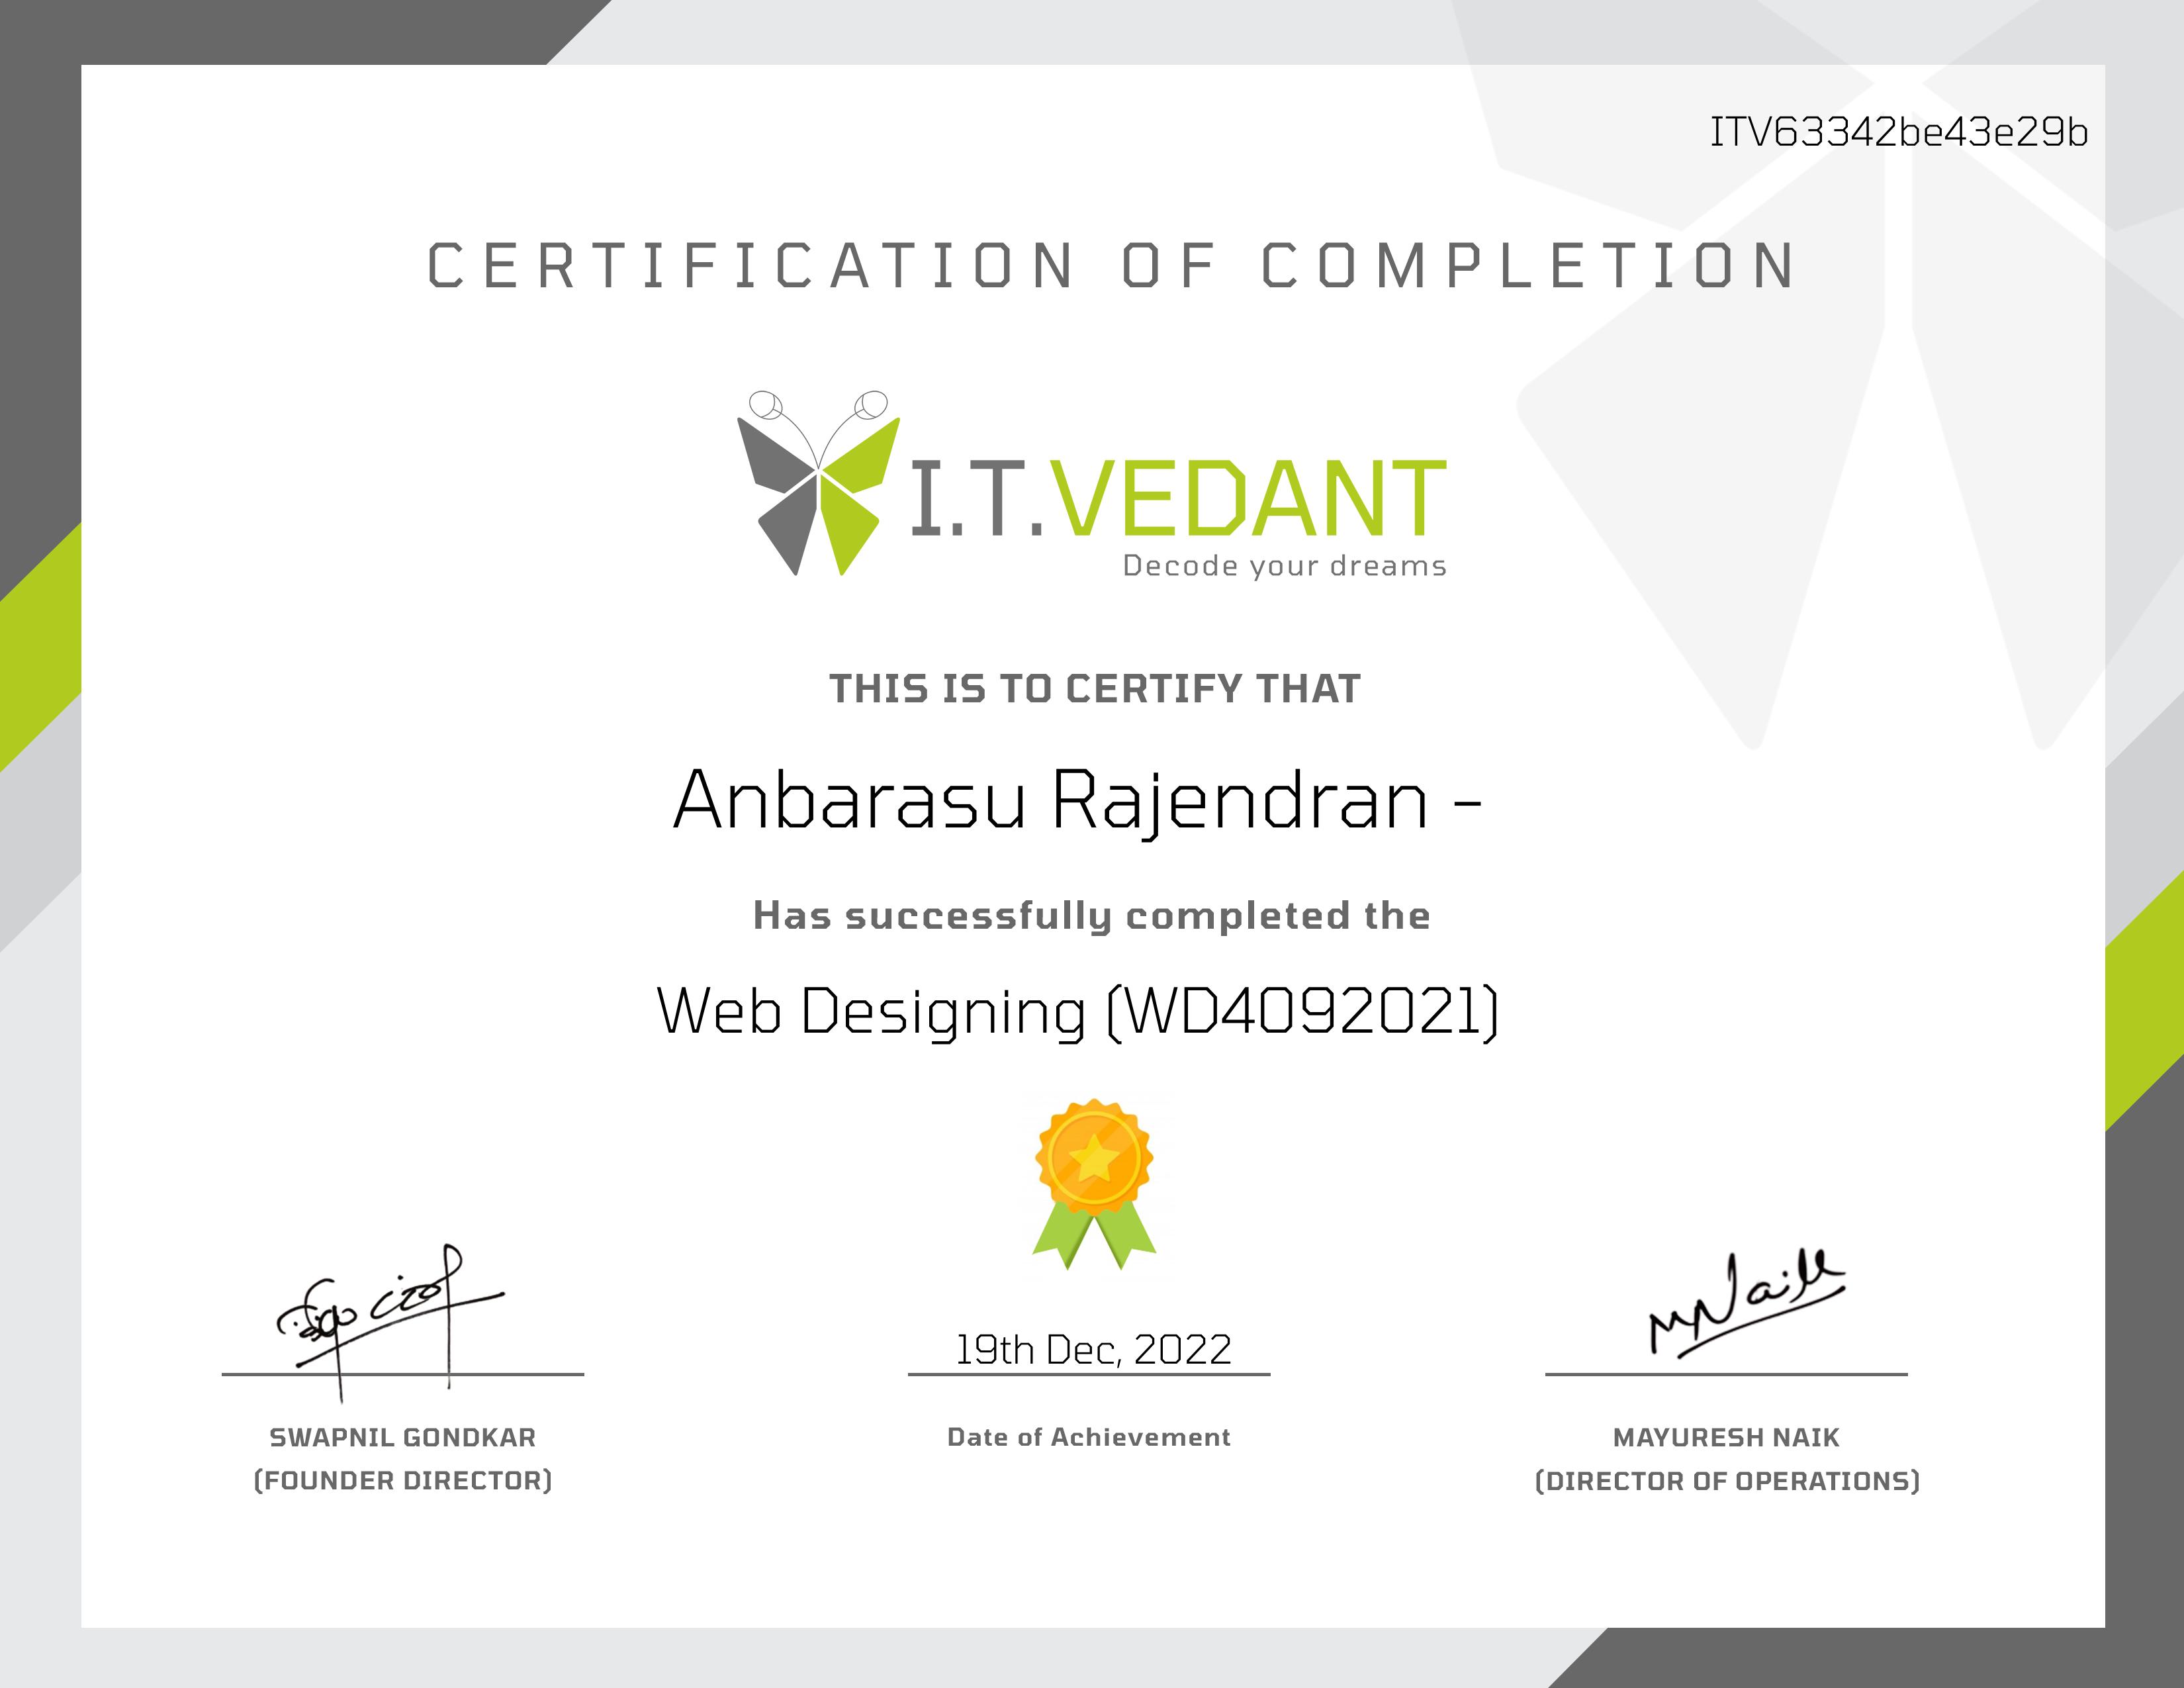 ITV63342be43e29b
CERTIFICATION OF COMPLETION
I.T.VEDANT
Decode your dreams
THIS IS TO CERTIFY THAT
Anbarasu Rajendran -
Has successfully completed the
Web Designing (WD4092021)
19th Dec, 2022
SWAPNIL GONDKAR
(FOUNDER DIRECTOR)
Date of Achievement
MAYURESH NAIK
(DIRECTOR OF OPERATIONS)